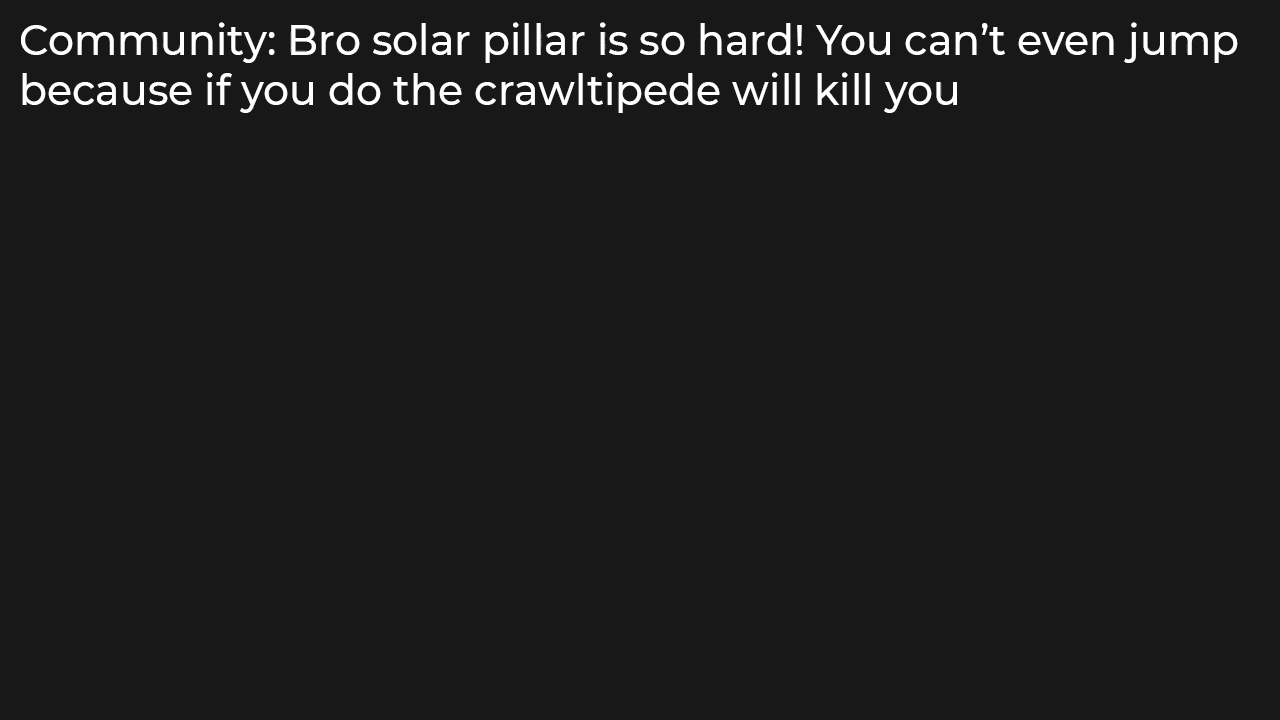 Community: Bro solar pillar is so hard! You can’t even jump
because if you do the crawltipede will kill you